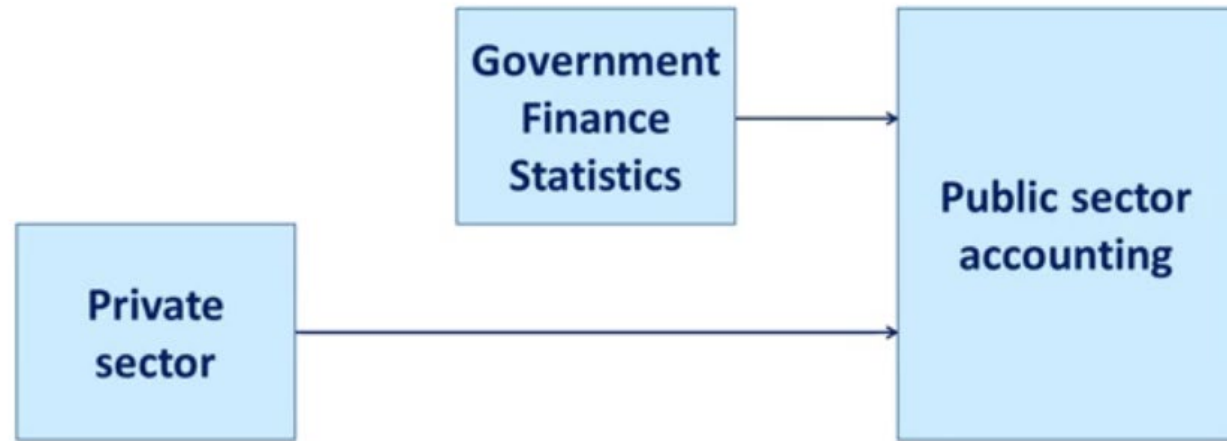 Government
Finance
Statistics
Public sector
accounting
Private
sector